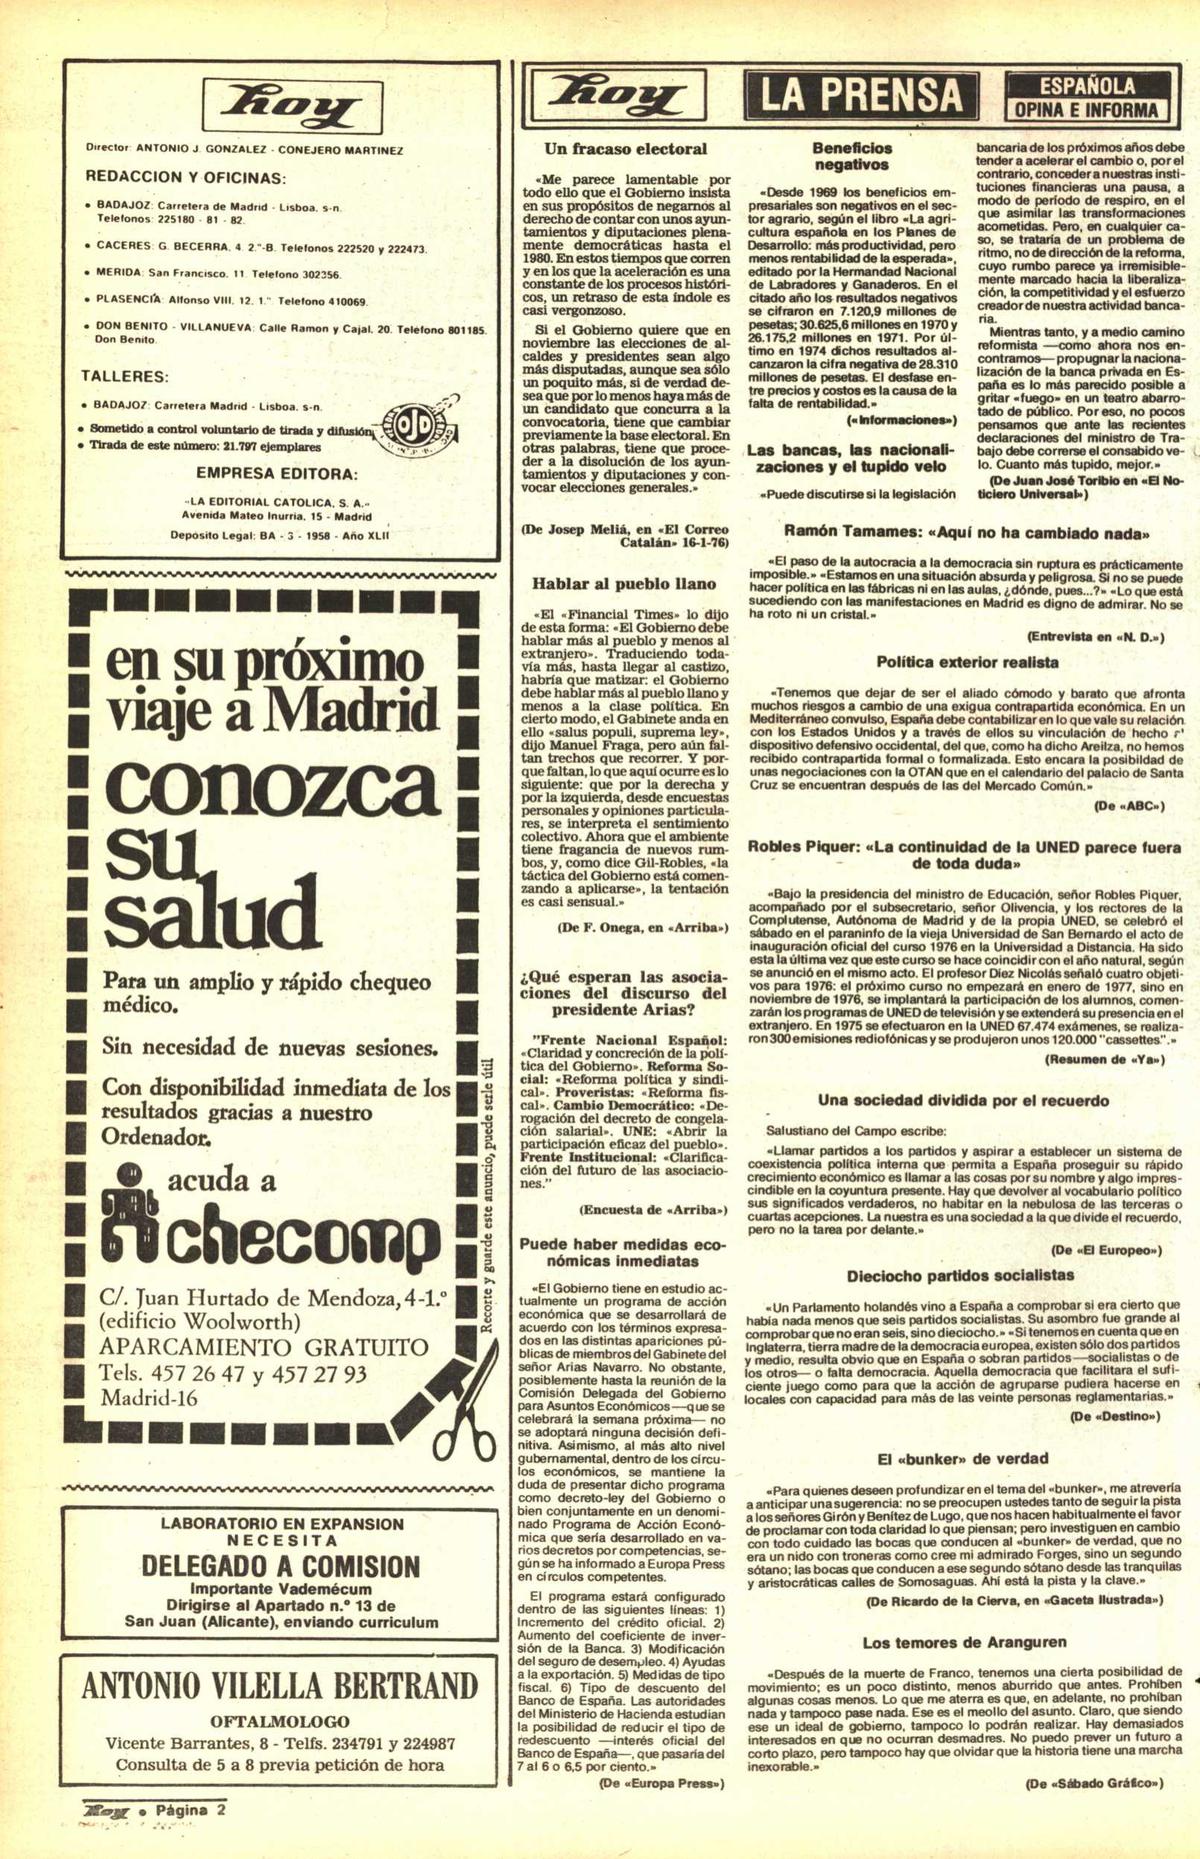 hoy
Director: ANTONIO J. GONZALEZ - CONEJERO MARTINEZ
REDACCION Y OFICINAS:
• BADAJOZ: Carretera de Madrid - Lisboa, s-n.
Telefonos: 225180 - 81 - 82.
• CACERES: G. BECERRA, 4. 2.°-B. Telefonos 222520 y 222473.
• MERIDA: San Francisco, 11. Telefono 302356.
• PLASENCIA: Alfonso VIII, 12. 1.° Telefono 410069.
• DON BENITO - VILLANUEVA: Calle Ramon y Cajal, 20. Teléfono 801185.
Don Benito.
TALLERES:
• BADAJOZ: Carretera Madrid - Lisboa, s-n.
• Sometido a control voluntario de tirada y difusión
• Tirada de este número: 21.797 ejemplares
OJD
EMPRESA EDITORA:
«LA EDITORIAL CATOLICA, S. A.»
Avenida Mateo Inurria, 15 - Madrid
Depósito Legal: BA - 3 - 1958 - Año XLII
en su próximo
viaje a Madrid
conozca
su
salud
Para un amplio y rápido chequeo
médico.
Sin necesidad de nuevas sesiones.
Con disponibilidad inmediata de los
resultados gracias a nuestro
Ordenador.
acuda a
checomp
C/. Juan Hurtado de Mendoza, 4-1.°
(edificio Woolworth)
APARCAMIENTO GRATUITO
Tels. 457 26 47 y 457 27 93
Madrid-16
Recorte y guarde este anuncio, puede serle útil
LABORATORIO EN EXPANSION
NECESITA
DELEGADO A COMISION
Importante Vademécum
Dirigirse al Apartado n.° 13 de
San Juan (Alicante), enviando curriculum
ANTONIO VILELLA BERTRAND
OFTALMOLOGO
Vicente Barrantes, 8 - Telfs. 234791 y 224987
Consulta de 5 a 8 previa petición de hora
hoy • Página 2
hoy
LA PRENSA
ESPAÑOLA
OPINA E INFORMA
Un fracaso electoral
«Me parece lamentable por
todo ello que el Gobierno insista
en sus propósitos de negarnos al
derecho de contar con unos ayun-
tamientos y diputaciones plena-
mente democráticas hasta el
1980. En estos tiempos que corren
y en los que la aceleración es una
constante de los procesos históri-
cos, un retraso de esta índole es
casi vergonzoso.
Si el Gobierno quiere que en
noviembre las elecciones de al-
caldes y presidentes sean algo
más disputadas, aunque sea sólo
un poquito más, si de verdad de-
sea que por lo menos haya más de
un candidato que concurra a la
convocatoria, tiene que cambiar
previamente la base electoral. En
otras palabras, tiene que proce-
der a la disolución de los ayun-
tamientos y diputaciones y con-
vocar elecciones generales.»
(De Josep Meliá, en «El Correo
Catalán» 16-1-76)
Hablar al pueblo llano
«El «Financial Times» lo dijo
de esta forma: «El Gobierno debe
hablar más al pueblo y menos al
extranjero». Traduciendo toda-
vía más, hasta llegar al castizo,
habría que matizar: el Gobierno
debe hablar más al pueblo llano y
menos a la clase política. En
cierto modo, el Gabinete anda en
ello «salus populi, suprema ley»,
dijo Manuel Fraga, pero aún fal-
tan trechos que recorrer. Y por-
que faltan, lo que aquí ocurre es lo
siguiente: que por la derecha y
por la izquierda, desde encuestas
personales y opiniones particula-
res, se interpreta el sentimiento
colectivo. Ahora que el ambiente
tiene fragancia de nuevos rum-
bos, y, como dice Gil-Robles, «la
táctica del Gobierno está comen-
zando a aplicarse», la tentación
es casi sensual.»
(De F. Onega, en «Arriba»)
¿Qué esperan las asocia-
ciones del discurso del
presidente Arias?
"Frente Nacional Español:
«Claridad y concreción de la polí-
tica del Gobierno». Reforma So-
cial: «Reforma política y sindi-
cal». Proveristas: «Reforma fis-
cal». Cambio Democrático: «De-
rogación del decreto de congela-
ción salarial». UNE: «Abrir la
participación eficaz del pueblo».
Frente Institucional: «Clarifica-
ción del futuro de las asociacio-
nes."
(Encuesta de «Arriba»)
Puede haber medidas eco-
nómicas inmediatas
«El Gobierno tiene en estudio ac-
tualmente un programa de acción
económica que se desarrollará de
acuerdo con los términos expresa-
dos en las distintas apariciones pú-
blicas de miembros del Gabinete del
señor Arias Navarro. No obstante,
posiblemente hasta la reunión de la
Comisión Delegada del Gobierno
para Asuntos Económicos —que se
celebrará la semana próxima— no
se adoptará ninguna decisión defi-
nitiva. Asimismo, al más alto nivel
gubernamental, dentro de los círcu-
los económicos, se mantiene la
duda de presentar dicho programa
como decreto-ley del Gobierno o
bien conjuntamente en un denomi-
nado Programa de Acción Econó-
mica que sería desarrollado en va-
rios decretos por competencias, se-
gún se ha informado a Europa Press
en círculos competentes.
El programa estará configurado
dentro de las siguientes líneas: 1)
Incremento del crédito oficial. 2)
Aumento del coeficiente de inver-
sión de la Banca. 3) Modificación
del seguro de desempleo. 4) Ayudas
a la exportación. 5) Medidas de tipo
fiscal. 6) Tipo de descuento del
Banco de España. Las autoridades
del Ministerio de Hacienda estudian
la posibilidad de reducir el tipo de
redescuento —interés oficial del
Banco de España—, que pasaría del
7 al 6 o 6,5 por ciento.»
(De «Europa Press»)
Beneficios
negativos
«Desde 1969 los beneficios em-
presariales son negativos en el sec-
tor agrario, según el libro «La agri-
cultura española en los Planes de
Desarrollo: más productividad, pero
menos rentabilidad de la esperada»,
editado por la Hermandad Nacional
de Labradores y Ganaderos. En el
citado año los resultados negativos
se cifraron en 7.120,9 millones de
pesetas; 30.625,6 millones en 1970 y
26.175,2 millones en 1971. Por úl-
timo en 1974 dichos resultados al-
canzaron la cifra negativa de 28.310
millones de pesetas. El desfase en-
tre precios y costos es la causa de la
falta de rentabilidad.»
(«Informaciones»)
Las bancas, las nacionali-
zaciones y el tupido velo
«Puede discutirse si la legislación
bancaria de los próximos años debe
tender a acelerar el cambio o, por el
contrario, conceder a nuestras insti-
tuciones financieras una pausa, a
modo de período de respiro, en el
que asimilar las transformaciones
acometidas. Pero, en cualquier ca-
so, se trataría de un problema de
ritmo, no de dirección de la reforma,
cuyo rumbo parece ya irremisible-
mente marcado hacia la liberaliza-
ción, la competitividad y el esfuerzo
creador de nuestra actividad banca-
ria.
Mientras tanto, y a medio camino
reformista —como ahora nos en-
contramos— propugnar la naciona-
lización de la banca privada en Es-
paña es lo más parecido posible a
gritar «fuego» en un teatro abarro-
tado de público. Por eso, no pocos
pensamos que ante las recientes
declaraciones del ministro de Tra-
bajo debe correrse el consabido ve-
lo. Cuanto más tupido, mejor.»
(De Juan José Toribio en «El No-
ticiero Universal»)
Ramón Tamames: «Aquí no ha cambiado nada»
«El paso de la autocracia a la democracia sin ruptura es prácticamente
imposible.» «Estamos en una situación absurda y peligrosa. Si no se puede
hacer política en las fábricas ni en las aulas, ¿dónde, pues...?» «Lo que está
sucediendo con las manifestaciones en Madrid es digno de admirar. No se
ha roto ni un cristal.»
(Entrevista en «N. D.»)
Política exterior realista
«Tenemos que dejar de ser el aliado cómodo y barato que afronta
muchos riesgos a cambio de una exigua contrapartida económica. En un
Mediterráneo convulso, España debe contabilizar en lo que vale su relación
con los Estados Unidos y a través de ellos su vinculación de hecho
dispositivo defensivo occidental, del que, como ha dicho Areilza, no hemos
recibido contrapartida formal o formalizada. Esto encara la posibildad de
unas negociaciones con la OTAN que en el calendario del palacio de Santa
Cruz se encuentran después de las del Mercado Común.»
(De «ABC»)
Robles Piquer: «La continuidad de la UNED parece fuera
de toda duda»
«Bajo la presidencia del ministro de Educación, señor Robles Piquer,
acompañado por el subsecretario, señor Olivencia, y los rectores de la
Complutense, Autónoma de Madrid y de la propia UNED, se celebró el
sábado en el paraninfo de la vieja Universidad de San Bernardo el acto de
inauguración oficial del curso 1976 en la Universidad a Distancia. Ha sido
esta la última vez que este curso se hace coincidir con el año natural, según
se anunció en el mismo acto. El profesor Díez Nicolás señaló cuatro objeti-
vos para 1976: el próximo curso no empezará en enero de 1977, sino en
noviembre de 1976, se implantará la participación de los alumnos, comen-
zarán los programas de UNED de televisión y se extenderá su presencia en el
extranjero. En 1975 se efectuaron en la UNED 67.474 exámenes, se realiza-
ron 300 emisiones rediofónicas y se produjeron unos 120.000 "cassettes".»
(Resumen de «Ya»)
Una sociedad dividida por el recuerdo
Salustiano del Campo escribe:
«Llamar partidos a los partidos y aspirar a establecer un sistema de
coexistencia política interna que permita a España proseguir su rápido
crecimiento económico es llamar a las cosas por su nombre y algo impres-
cindible en la coyuntura presente. Hay que devolver al vocabulario político
sus significados verdaderos, no habitar en la nebulosa de las terceras o
cuartas acepciones. La nuestra es una sociedad a la que divide el recuerdo,
pero no la tarea por delante.»
(De «El Europeo»)
Dieciocho partidos socialistas
«Un Parlamento holandés vino a España a comprobar si era cierto que
había nada menos que seis partidos socialistas. Su asombro fue grande al
comprobar que no eran seis, sino dieciocho.» «Si tenemos en cuenta que en
Inglaterra, tierra madre de la democracia europea, existen sólo dos partidos
y medio, resulta obvio que en España o sobran partidos —socialistas o de
los otros— o falta democracia. Aquella democracia que facilitara el sufi-
ciente juego como para que la acción de agruparse pudiera hacerse en
locales con capacidad para más de las veinte personas reglamentarias.»
(De «Destino»)
El «bunker» de verdad
«Para quienes deseen profundizar en el tema del «bunker», me atrevería
a anticipar una sugerencia: no se preocupen ustedes tanto de seguir la pista
a los señores Girón y Benítez de Lugo, que nos hacen habitualmente el favor
de proclamar con toda claridad lo que piensan; pero investiguen en cambio
con todo cuidado las bocas que conducen al «bunker» de verdad, que no
era un nido con troneras como cree mi admirado Forges, sino un segundo
sótano; las bocas que conducen a ese segundo sótano desde las tranquilas
y aristocráticas calles de Somosaguas. Ahí está la pista y la clave.»
(De Ricardo de la Cierva, en «Gaceta Ilustrada»)
Los temores de Aranguren
«Después de la muerte de Franco, tenemos una cierta posibilidad de
movimiento; es un poco distinto, menos aburrido que antes. Prohíben
algunas cosas menos. Lo que me aterra es que, en adelante, no prohíban
nada y tampoco pase nada. Ese es el meollo del asunto. Claro, que siendo
ese un ideal de gobierno, tampoco lo podrán realizar. Hay demasiados
interesados en que no ocurran desmadres. No puedo prever un futuro a
corto plazo, pero tampoco hay que olvidar que la historia tiene una marcha
inexorable.»
(De «Sábado Gráfico»)